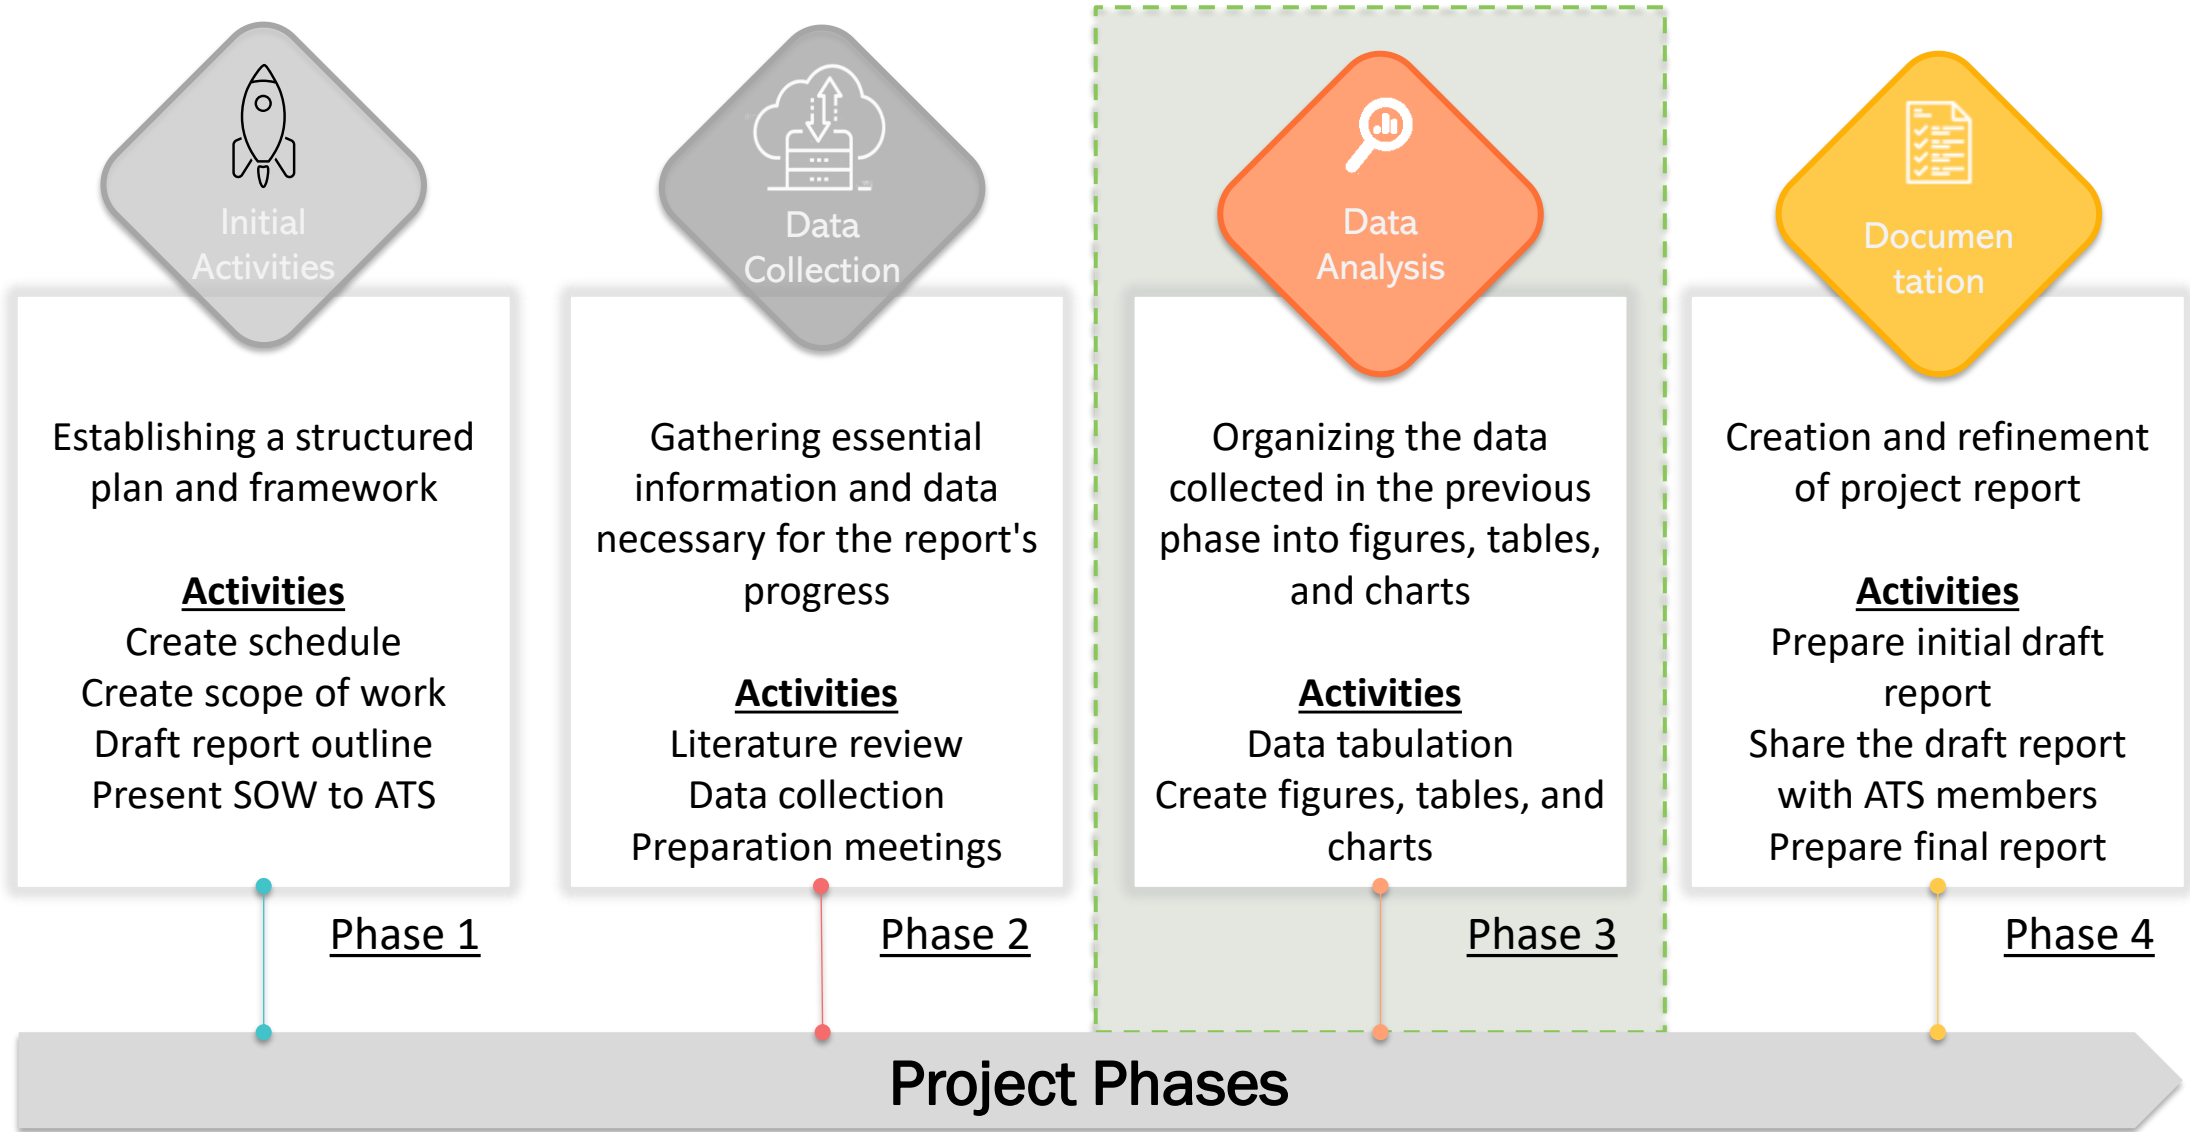 Initial
Activities
Establishing a structured
plan and framework
Activities
Create schedule
Create scope of work
Draft report outline
Present SOW to ATS
Phase 1
Data
Collection
Gathering essential
information and data
necessary for the report's
progress
Activities
Literature review
Data collection
Preparation meetings
Phase 2
Data
Analysis
Organizing the data
collected in the previous
phase into figures, tables,
and charts
Activities
Data tabulation
Create figures, tables, and
charts
Phase 3
Documen
tation
Creation and refinement
of project report
Activities
Prepare initial draft
report
Share the draft report
with ATS members
Prepare final report
Phase 4
Project Phases